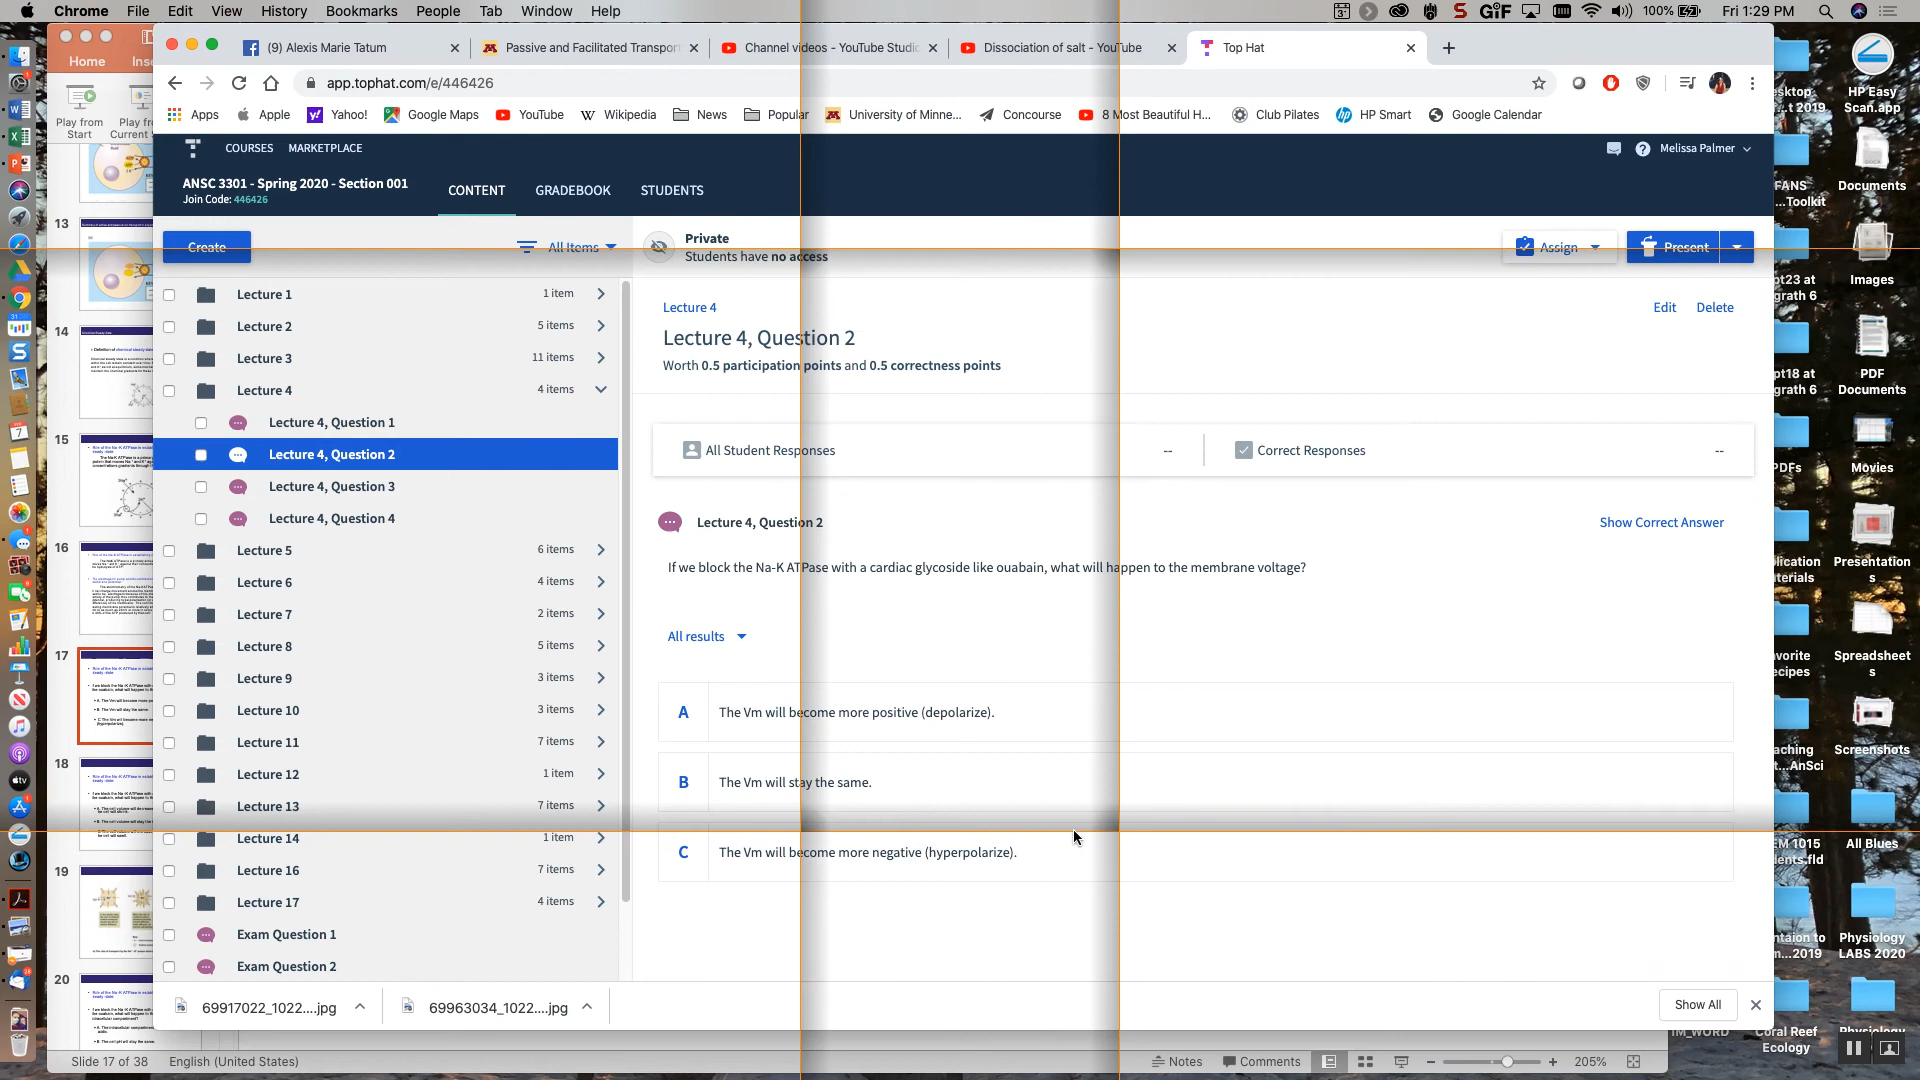 Chrome File Edit View History Bookmarks People Tab Window Help
100% Fri 1:29 PM
Home
(9) Alexis Marie Tatum
Passive and Facilitated Transpor
Channel videos - YouTube Studi
Dissociation of salt - YouTube
Top Hat
app.tophat.com/e/446426
Play from Start
Apps Apple Yahoo! Google Maps YouTube Wikipedia News Popular University of Minne... Concourse 8 Most Beautiful H... Club Pilates HP Smart Google Calendar
COURSES MARKETPLACE
Melissa Palmer
ANSC 3301 - Spring 2020 - Section 001
Join Code: 446426
CONTENT GRADEBOOK STUDENTS
Create
All Items
Private
Students have no access
Assign
Present
Lecture 1 1 item
Lecture 2 5 items
Lecture 3 11 items
Lecture 4 4 items
Lecture 4, Question 1
Lecture 4, Question 2
Lecture 4, Question 3
Lecture 4, Question 4
Lecture 5 6 items
Lecture 6 4 items
Lecture 7 2 items
Lecture 8 5 items
Lecture 9 3 items
Lecture 10 3 items
Lecture 11 7 items
Lecture 12 1 item
Lecture 13 7 items
Lecture 14 1 item
Lecture 16 7 items
Lecture 17 4 items
Exam Question 1
Exam Question 2
Lecture 4
Edit Delete
Lecture 4, Question 2
Worth 0.5 participation points and 0.5 correctness points
All Student Responses --
Correct Responses --
Lecture 4, Question 2
Show Correct Answer
If we block the Na-K ATPase with a cardiac glycoside like ouabain, what will happen to the membrane voltage?
All results
A The Vm will become more positive (depolarize).
B The Vm will stay the same.
C The Vm will become more negative (hyperpolarize).
69917022_1022....jpg
69963034_1022....jpg
Show All
13
14
15
16
17
18
19
20
Slide 17 of 38 English (United States)
Notes Comments 205%
HP Easy Scan.app
Documents
Images
PDF Documents
Movies
Presentations
Spreadsheets
Screenshots
All Blues
Physiology LABS 2020
Coral Reef Ecology